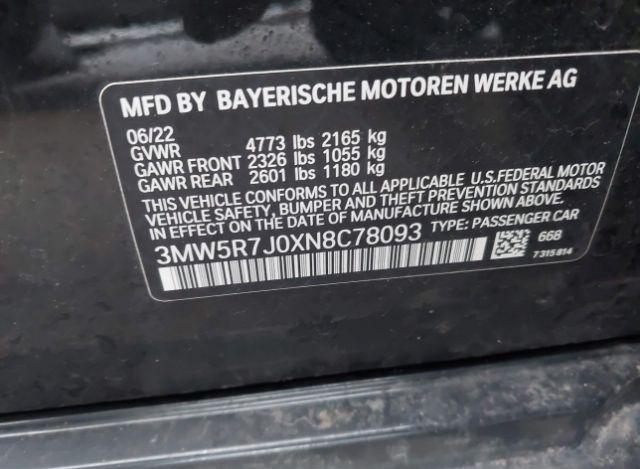 MFD BY BAYERISCHE MOTOREN WERKE AG
06/22
GVWR 4773 lbs 2165 kg
GAWR FRONT 2326 lbs 1055 kg
GAWR REAR 2601 lbs 1180 kg
THIS VEHICLE CONFORMS TO ALL APPLICABLE U.S.FEDERAL MOTOR
VEHICLE SAFETY, BUMPER AND THEFT PREVENTION STANDARDS
IN EFFECT ON THE DATE OF MANUFACTURE SHOWN ABOVE.
3MW5R7J0XN8C78093 TYPE: PASSENGER CAR
668
7315814